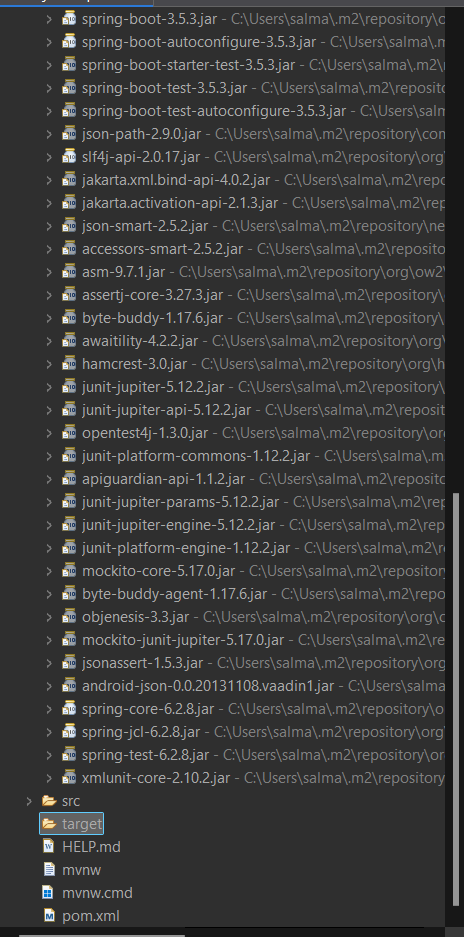 spring-boot-3.5.3.jar - C:\Users\salma\.m2\repository\o
spring-boot-autoconfigure-3.5.3.jar - C:\Users\salma\.m
spring-boot-starter-test-3.5.3.jar - C:\Users\salma\.m2\
spring-boot-test-3.5.3.jar - C:\Users\salma\.m2\reposito
spring-boot-test-autoconfigure-3.5.3.jar - C:\Users\salm
json-path-2.9.0.jar - C:\Users\salma\.m2\repository\com
slf4j-api-2.0.17.jar - C:\Users\salma\.m2\repository\org
jakarta.xml.bind-api-4.0.2.jar - C:\Users\salma\.m2\repo
jakarta.activation-api-2.1.3.jar - C:\Users\salma\.m2\rep
json-smart-2.5.2.jar - C:\Users\salma\.m2\repository\ne
accessors-smart-2.5.2.jar - C:\Users\salma\.m2\reposito
asm-9.7.1.jar - C:\Users\salma\.m2\repository\org\ow2\
assertj-core-3.27.3.jar - C:\Users\salma\.m2\repository\
byte-buddy-1.17.6.jar - C:\Users\salma\.m2\repository\
awaitility-4.2.2.jar - C:\Users\salma\.m2\repository\org\
hamcrest-3.0.jar - C:\Users\salma\.m2\repository\org\h
junit-jupiter-5.12.2.jar - C:\Users\salma\.m2\repository\
junit-jupiter-api-5.12.2.jar - C:\Users\salma\.m2\reposit
opentest4j-1.3.0.jar - C:\Users\salma\.m2\repository\or
junit-platform-commons-1.12.2.jar - C:\Users\salma\.m
apiguardian-api-1.1.2.jar - C:\Users\salma\.m2\reposito
junit-jupiter-params-5.12.2.jar - C:\Users\salma\.m2\rep
junit-jupiter-engine-5.12.2.jar - C:\Users\salma\.m2\rep
junit-platform-engine-1.12.2.jar - C:\Users\salma\.m2\r
mockito-core-5.17.0.jar - C:\Users\salma\.m2\repository
byte-buddy-agent-1.17.6.jar - C:\Users\salma\.m2\repo
objenesis-3.3.jar - C:\Users\salma\.m2\repository\org\o
mockito-junit-jupiter-5.17.0.jar - C:\Users\salma\.m2\re
jsonassert-1.5.3.jar - C:\Users\salma\.m2\repository\org
android-json-0.0.20131108.vaadin1.jar - C:\Users\salma
spring-core-6.2.8.jar - C:\Users\salma\.m2\repository\o
spring-jcl-6.2.8.jar - C:\Users\salma\.m2\repository\org\
spring-test-6.2.8.jar - C:\Users\salma\.m2\repository\or
xmlunit-core-2.10.2.jar - C:\Users\salma\.m2\repository
src
target
HELP.md
mvnw
mvnw.cmd
pom.xml